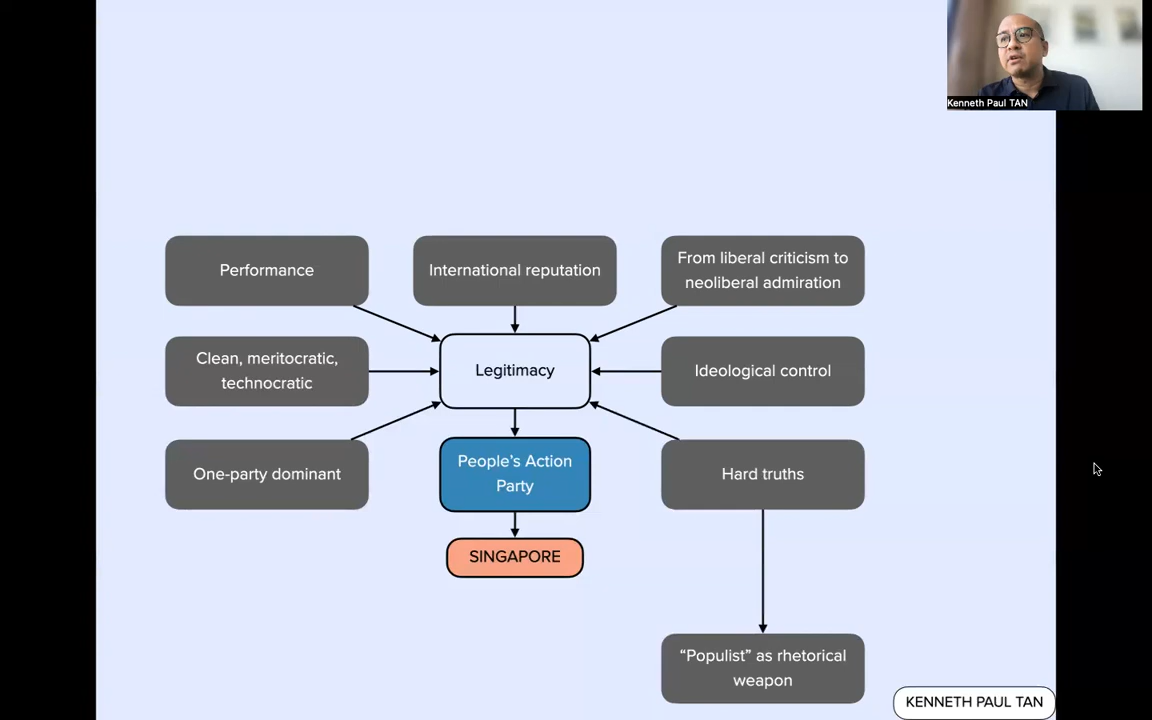 Kenneth Paul TAN
Performance
International reputation
From liberal criticism to
neoliberal admiration
Clean, meritocratic,
technocratic
Legitimacy
Ideological control
One-party dominant
People’s Action
Party
Hard truths
SINGAPORE
“Populist” as rhetorical
weapon
KENNETH PAUL TAN